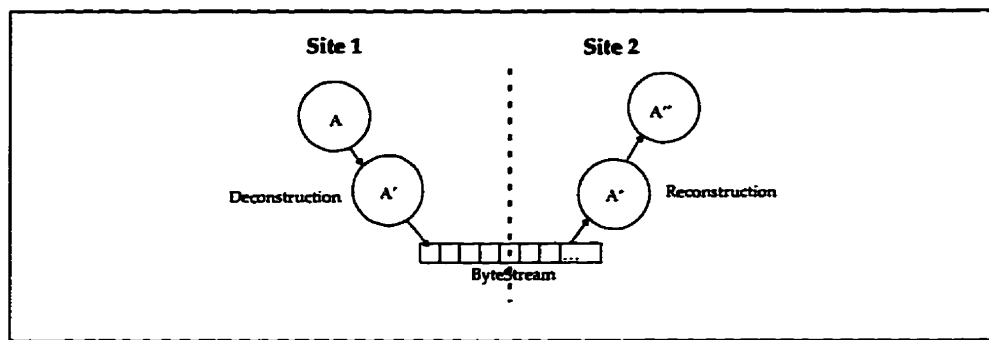 Site 1
Site 2
A
A'
Deconstruction
ByteStream
...
A'
Reconstruction
A''